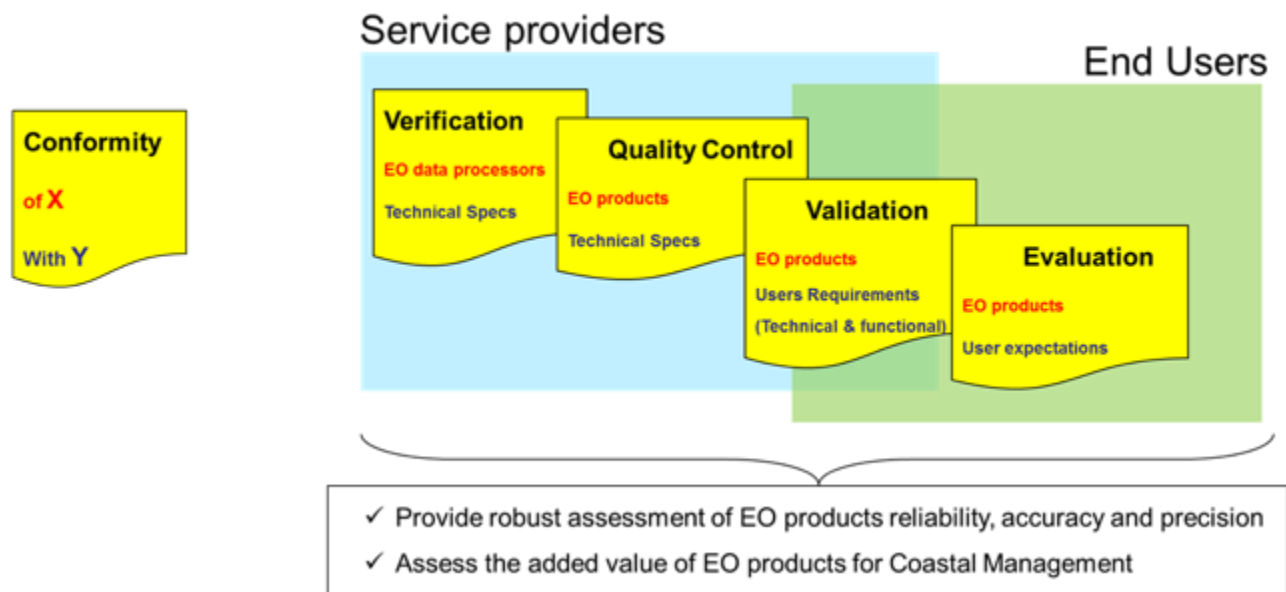 Service providers
End Users
Conformity
of X
With Y
Verification
EO data processors
Technical Specs
Quality Control
EO products
Technical Specs
Validation
EO products
Users Requirements
(Technical & functional)
Evaluation
EO products
User expectations
✓ Provide robust assessment of EO products reliability, accuracy and precision
✓ Assess the added value of EO products for Coastal Management